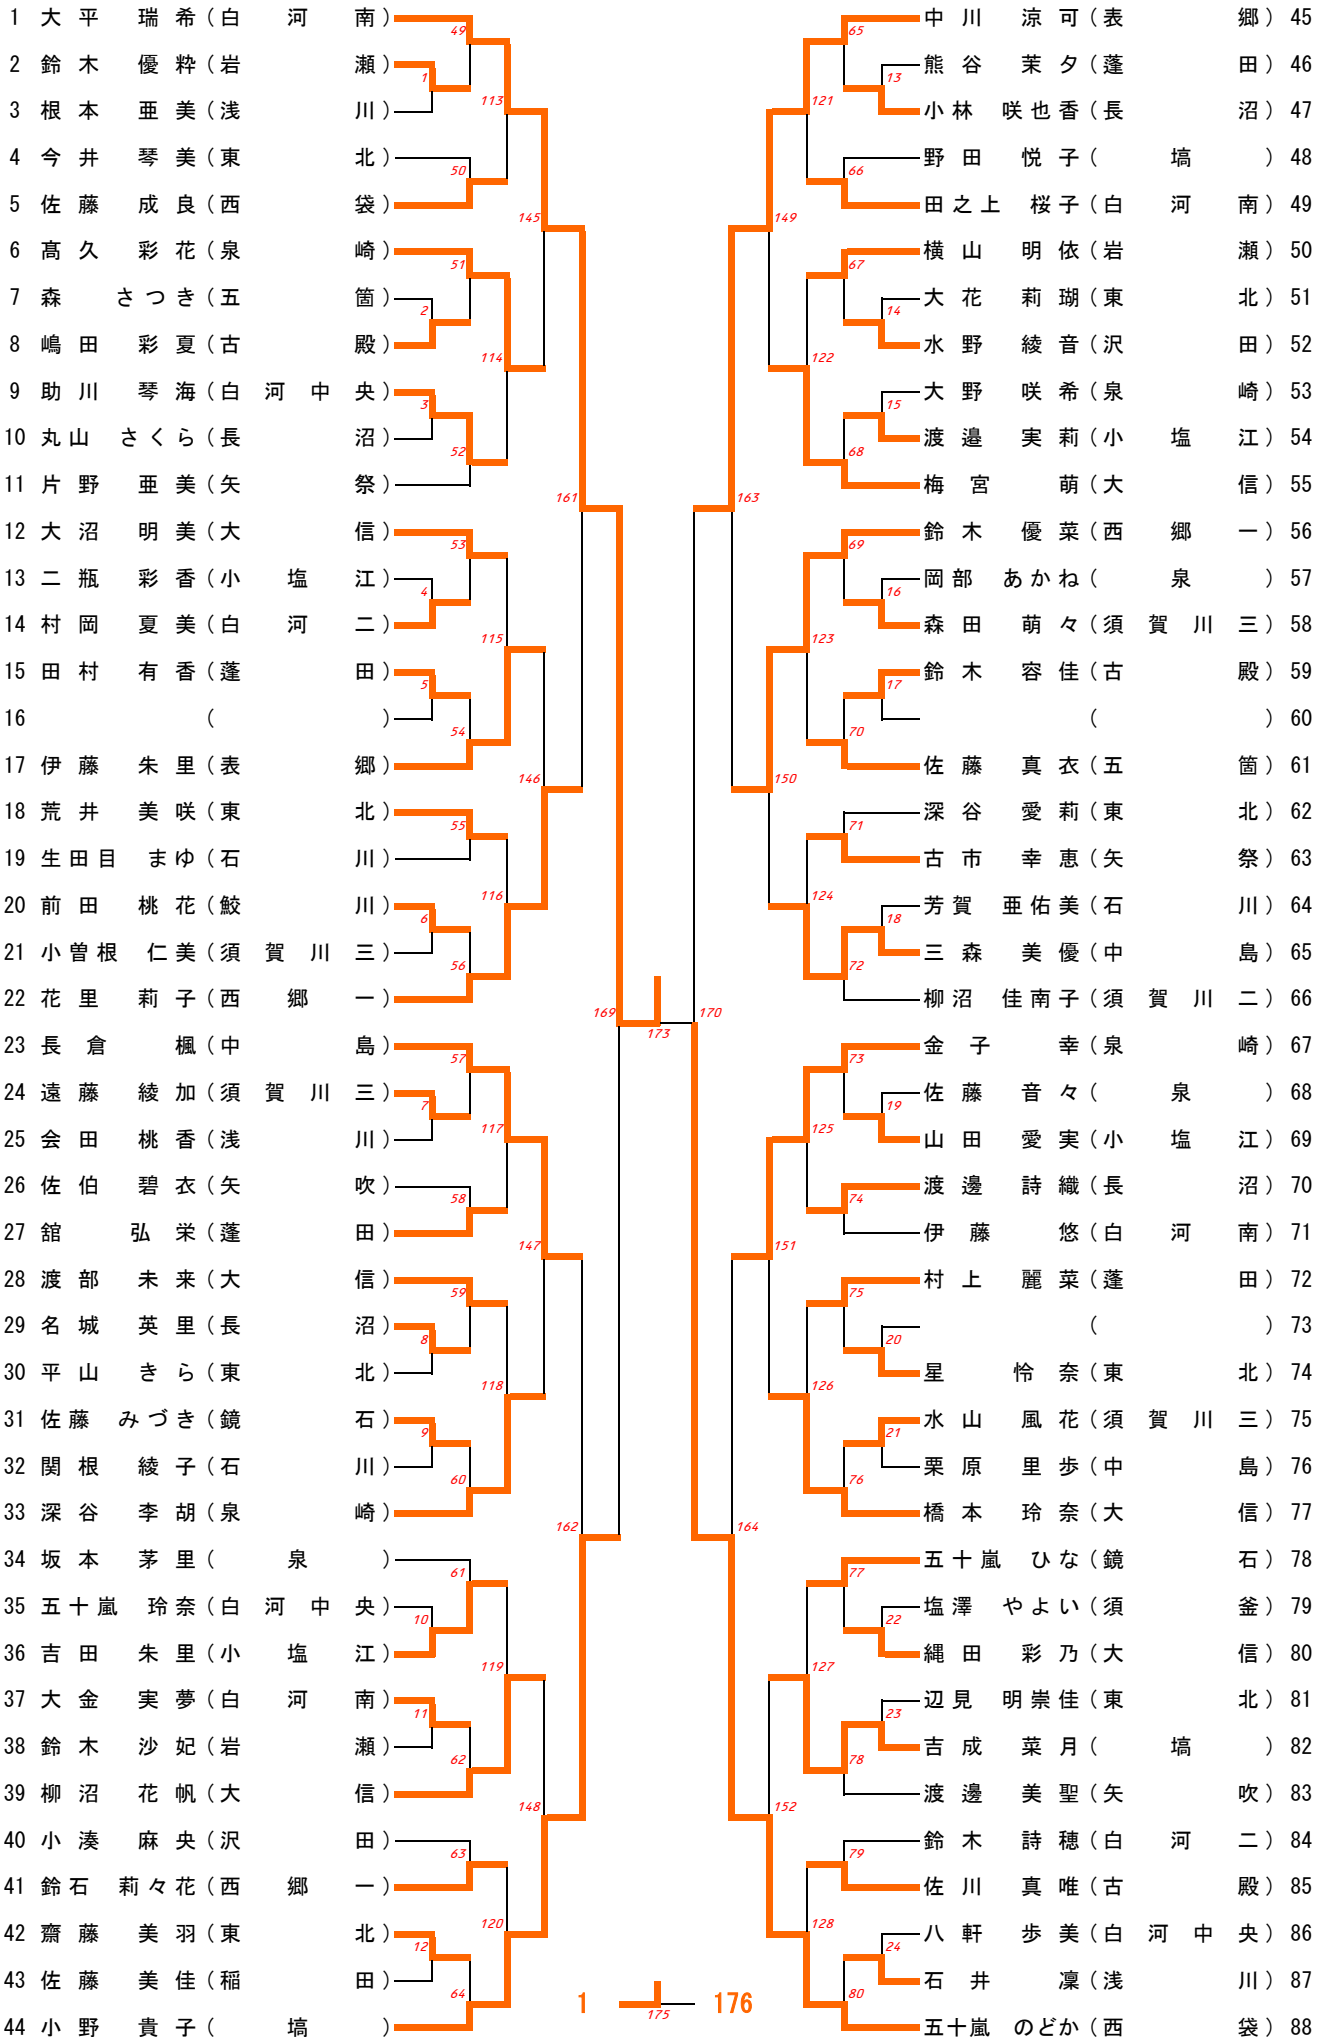 1 大平 瑞希(白河南)
2 鈴木 優粋(岩瀬)
3 根本 亜美(浅川)
4 今井 琴美(東北)
5 佐藤 成良(西袋)
6 髙久 彩花(泉崎)
7 森 さつき(五箇)
8 嶋田 彩夏(古殿)
9 助川 琴海(白河中央)
10 丸山 さくら(長沼)
11 片野 亜美(矢祭)
12 大沼 明美(大信)
13 二瓶 彩香(小塩江)
14 村岡 夏美(白河二)
15 田村 有香(蓬田)
16 ( )
17 伊藤 朱里(表郷)
18 荒井 美咲(東北)
19 生田目 まゆ(石川)
20 前田 桃花(鮫川)
21 小曽根 仁美(須賀川三)
22 花里 莉子(西郷一)
23 長倉 楓(中島)
24 遠藤 綾加(須賀川三)
25 会田 桃香(浅川)
26 佐伯 碧衣(矢吹)
27 舘 弘栄(蓬田)
28 渡部 未来(大信)
29 名城 英里(長沼)
30 平山 きら(東北)
31 佐藤 みづき(鏡石)
32 関根 綾子(石川)
33 深谷 李胡(泉崎)
34 坂本 茅里(泉)
35 五十嵐 玲奈(白河中央)
36 吉田 朱里(小塩江)
37 大金 実夢(白河南)
38 鈴木 沙妃(岩瀬)
39 柳沼 花帆(大信)
40 小湊 麻央(沢田)
41 鈴石 莉々花(西郷一)
42 齋藤 美羽(東北)
43 佐藤 美佳(稲田)
44 小野 貴子(塙)
49
1
113
50
145
51
2
114
3
52
161
53
4
115
5
54
146
55
116
6
56
169
57
7
117
58
147
59
8
118
9
60
162
61
10
119
11
62
148
63
120
12
64
173
1 176
175
65
13
121
66
149
67
14
122
15
68
163
69
16
123
17
70
150
71
124
18
72
170
73
19
125
74
151
75
20
126
21
76
164
77
22
127
23
78
152
79
128
24
80
中川 涼可(表郷) 45
熊谷 茉夕(蓬田) 46
小林 咲也香(長沼) 47
野田 悦子(塙) 48
田之上 桜子(白河南) 49
横山 明依(岩瀬) 50
大花 莉瑚(東北) 51
水野 綾音(沢田) 52
大野 咲希(泉崎) 53
渡邉 実莉(小塩江) 54
梅宮 萌(大信) 55
鈴木 優菜(西郷一) 56
岡部 あかね(泉) 57
森田 萌々(須賀川三) 58
鈴木 容佳(古殿) 59
( ) 60
佐藤 真衣(五箇) 61
深谷 愛莉(東北) 62
古市 幸恵(矢祭) 63
芳賀 亜佑美(石川) 64
三森 美優(中島) 65
柳沼 佳南子(須賀川二) 66
金子 幸(泉崎) 67
佐藤 音々(泉) 68
山田 愛実(小塩江) 69
渡邊 詩織(長沼) 70
伊藤 悠(白河南) 71
村上 麗菜(蓬田) 72
( ) 73
星 怜奈(東北) 74
水山 風花(須賀川三) 75
栗原 里歩(中島) 76
橋本 玲奈(大信) 77
五十嵐 ひな(鏡石) 78
塩澤 やよい(須釜) 79
縄田 彩乃(大信) 80
辺見 明崇佳(東北) 81
吉成 菜月(塙) 82
渡邊 美聖(矢吹) 83
鈴木 詩穂(白河二) 84
佐川 真唯(古殿) 85
八軒 歩美(白河中央) 86
石井 凜(浅川) 87
五十嵐 のどか(西袋) 88